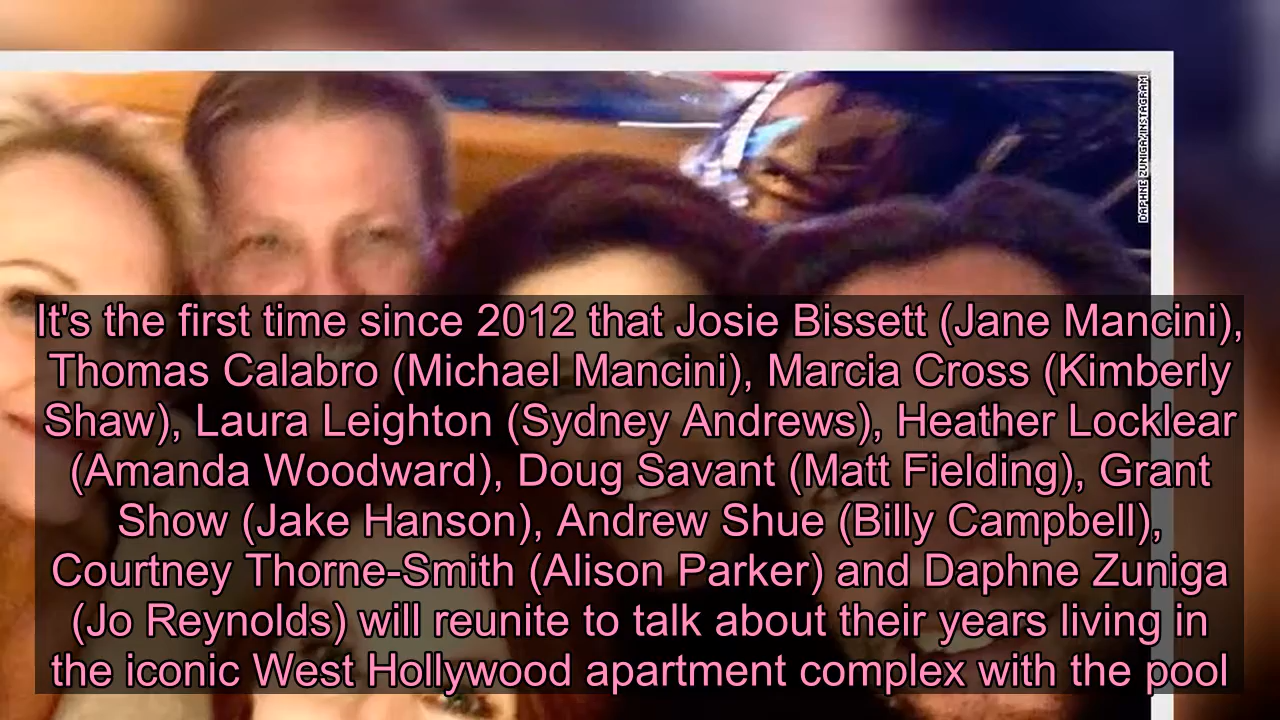 DAPHNE ZUNIGA/INSTAGRAM
It's the first time since 2012 that Josie Bissett (Jane Mancini),
Thomas Calabro (Michael Mancini), Marcia Cross (Kimberly
Shaw), Laura Leighton (Sydney Andrews), Heather Locklear
(Amanda Woodward), Doug Savant (Matt Fielding), Grant
Show (Jake Hanson), Andrew Shue (Billy Campbell),
Courtney Thorne-Smith (Alison Parker) and Daphne Zuniga
(Jo Reynolds) will reunite to talk about their years living in
the iconic West Hollywood apartment complex with the pool